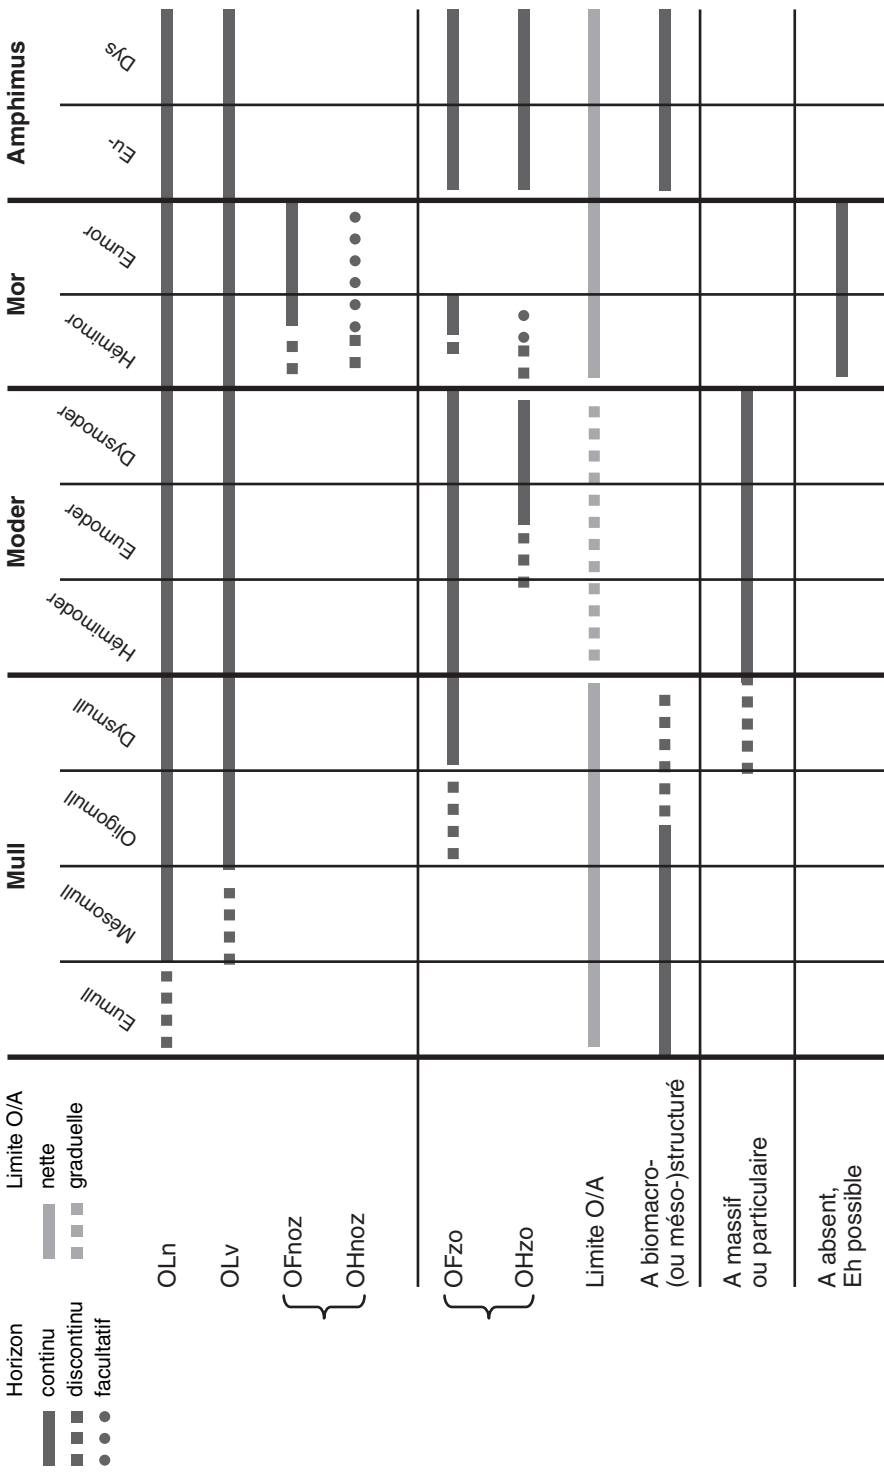 Horizon
continu
discontinu
facultatif
Limite O/A
nette
graduelle
Mull
Moder
Mor
Amphimus
Eumull
Mésomull
Oligomull
Dysmull
Hémimoder
Eumoder
Dysmoder
Hémimor
Eumor
Eu-
Dys
OLn
OLv
OFnoz
OHnoz
OFzo
OHzo
Limite O/A
A biomacro-
(ou méso-)structuré
A massif
ou particulaire
A absent,
Eh possible